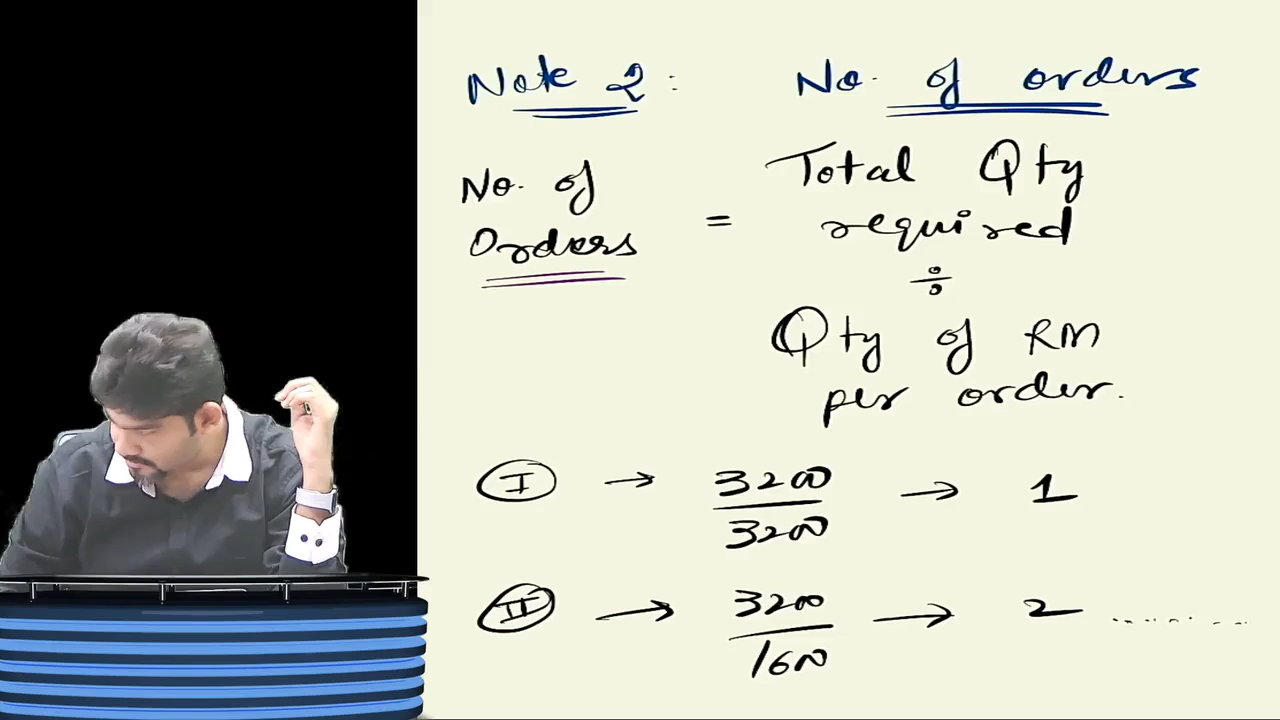 Note 2: No. of orders
No. of Orders = Total Qty required
÷
Qty of RM per order.
I → 3200/3200 → 1
II → 3200/1600 → 2 ........